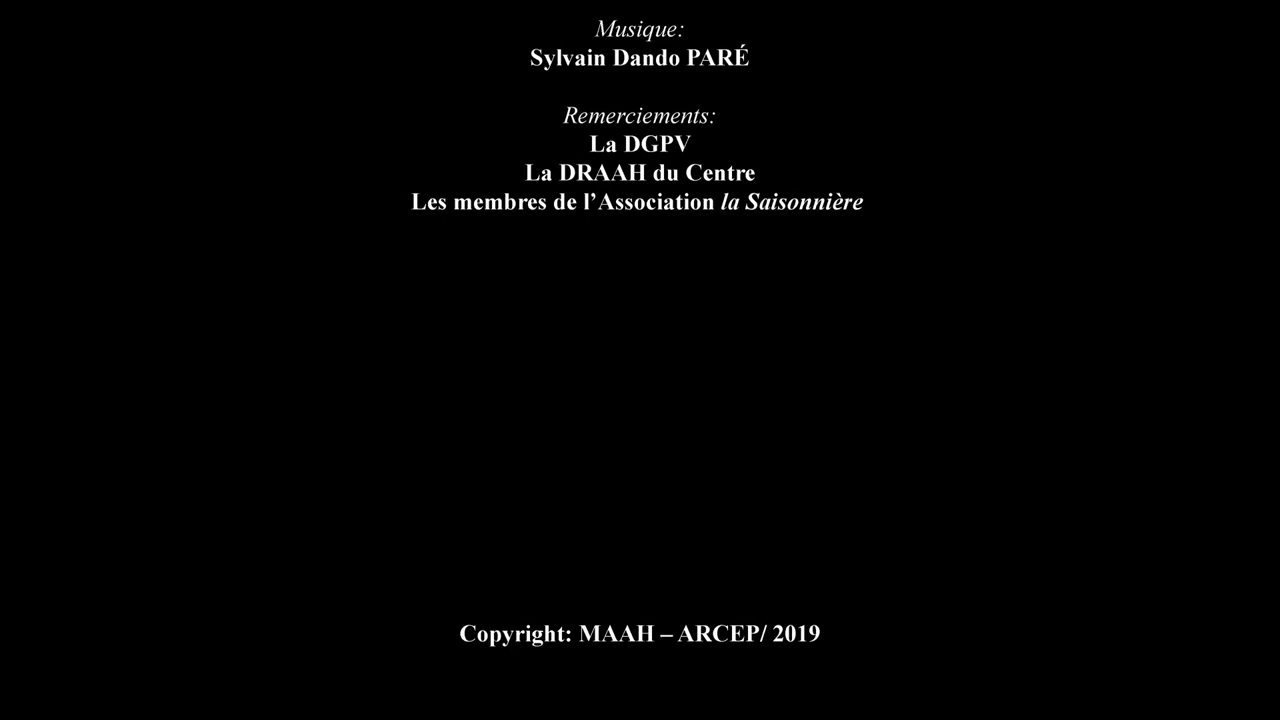 Musique:
Sylvain Dando PARÉ
Remerciements:
La DGPV
La DRAAH du Centre
Les membres de l’Association la Saisonnière
Copyright: MAAH – ARCEP/ 2019